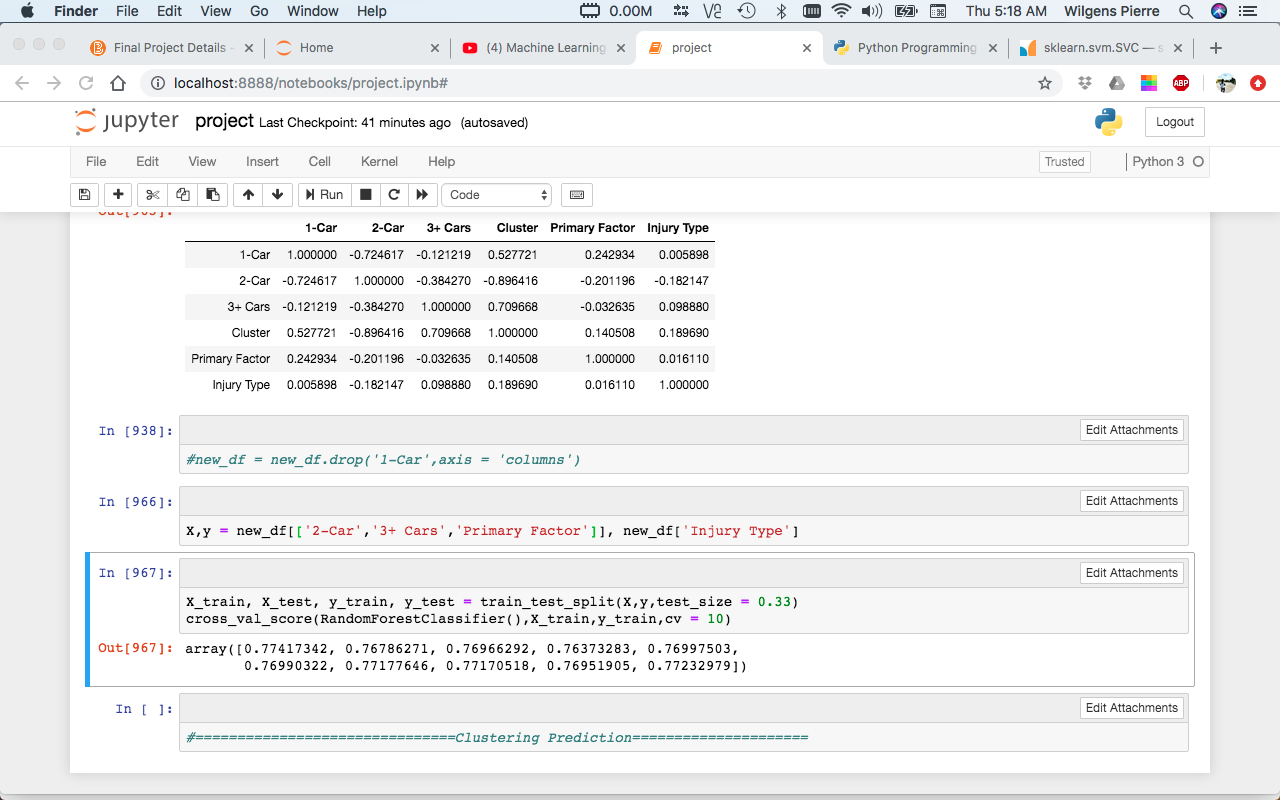 Finder File Edit View Go Window Help 0.00M Thu 5:18 AM Wilgens Pierre
Final Project Details - Home (4) Machine Learning project Python Programming sklearn.svm.SVC — s
localhost:8888/notebooks/project.ipynb# ABP
jupyter project Last Checkpoint: 41 minutes ago (autosaved) Logout
File Edit View Insert Cell Kernel Help Trusted Python 3
Run Code
Out[965]:
1-Car 2-Car 3+ Cars Cluster Primary Factor Injury Type
1-Car 1.000000 -0.724617 -0.121219 0.527721 0.242934 0.005898
2-Car -0.724617 1.000000 -0.384270 -0.896416 -0.201196 -0.182147
3+ Cars -0.121219 -0.384270 1.000000 0.709668 -0.032635 0.098880
Cluster 0.527721 -0.896416 0.709668 1.000000 0.140508 0.189690
Primary Factor 0.242934 -0.201196 -0.032635 0.140508 1.000000 0.016110
Injury Type 0.005898 -0.182147 0.098880 0.189690 0.016110 1.000000
In [938]: Edit Attachments
#new_df = new_df.drop('1-Car',axis = 'columns')
In [966]: Edit Attachments
X,y = new_df[['2-Car','3+ Cars','Primary Factor']], new_df['Injury Type']
In [967]: Edit Attachments
X_train, X_test, y_train, y_test = train_test_split(X,y,test_size = 0.33)
cross_val_score(RandomForestClassifier(),X_train,y_train,cv = 10)
Out[967]: array([0.77417342, 0.76786271, 0.76966292, 0.76373283, 0.76997503,
0.76990322, 0.77177646, 0.77170518, 0.76951905, 0.77232979])
In [ ]: Edit Attachments
#===============================Clustering Prediction=====================